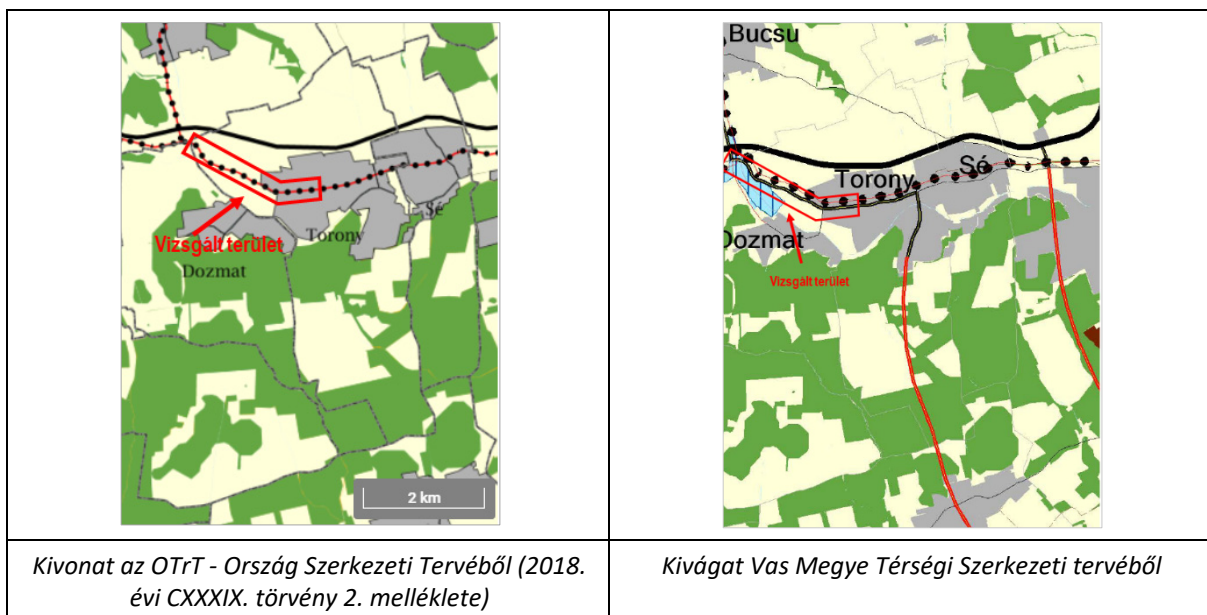 Vizsgált terület
Torony
Sé
Dozmat
2 km
Bucsu
Torony
Sé
Dozmat
Vizsgált terület
Kivonat az OTrT - Ország Szerkezeti Tervéből (2018.
évi CXXXIX. törvény 2. melléklete)
Kivágat Vas Megye Térségi Szerkezeti tervéből